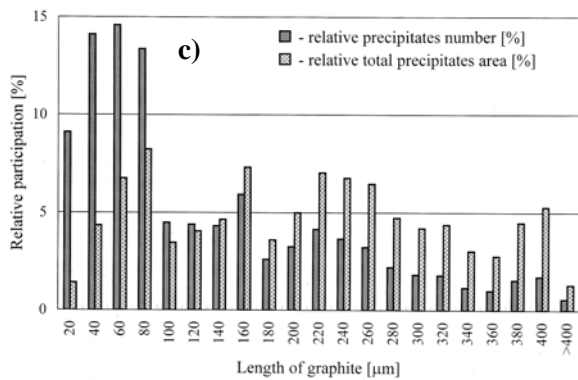 15
10
5
0
Relative participation [%]
c)
- relative precipitates number [%]
- relative total precipitates area [%]
20 40 60 80 100 120 140 160 180 200 220 240 260 280 300 320 340 360 380 400 >400
Length of graphite [μm]